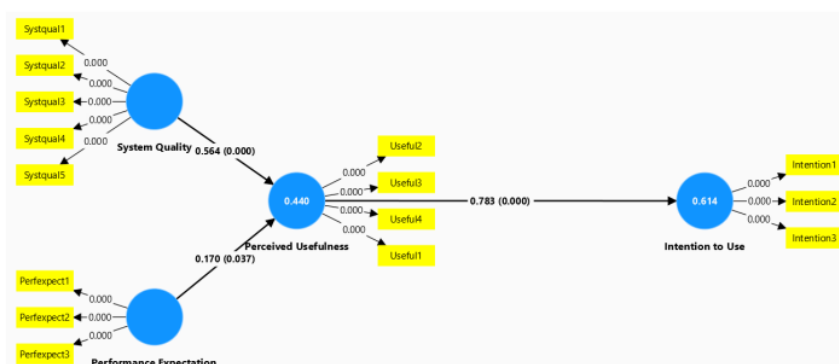 Systqual1
0.000
Systqual2
0.000
Systqual3
0.000
0.000
Systqual4
0.000
System Quality
0.564 (0.000)
Systqual5
Useful2
0.000
Useful3
0.000
0.440
0.000
Useful4
0.000
Perceived Usefulness
Useful1
0.783 (0.000)
Intention1
0.000
0.614
0.000
Intention2
0.000
Intention to Use
Intention3
0.170 (0.037)
Perfexpect1
0.000
Perfexpect2
0.000
0.000
Perfexpect3
Performance Expectation